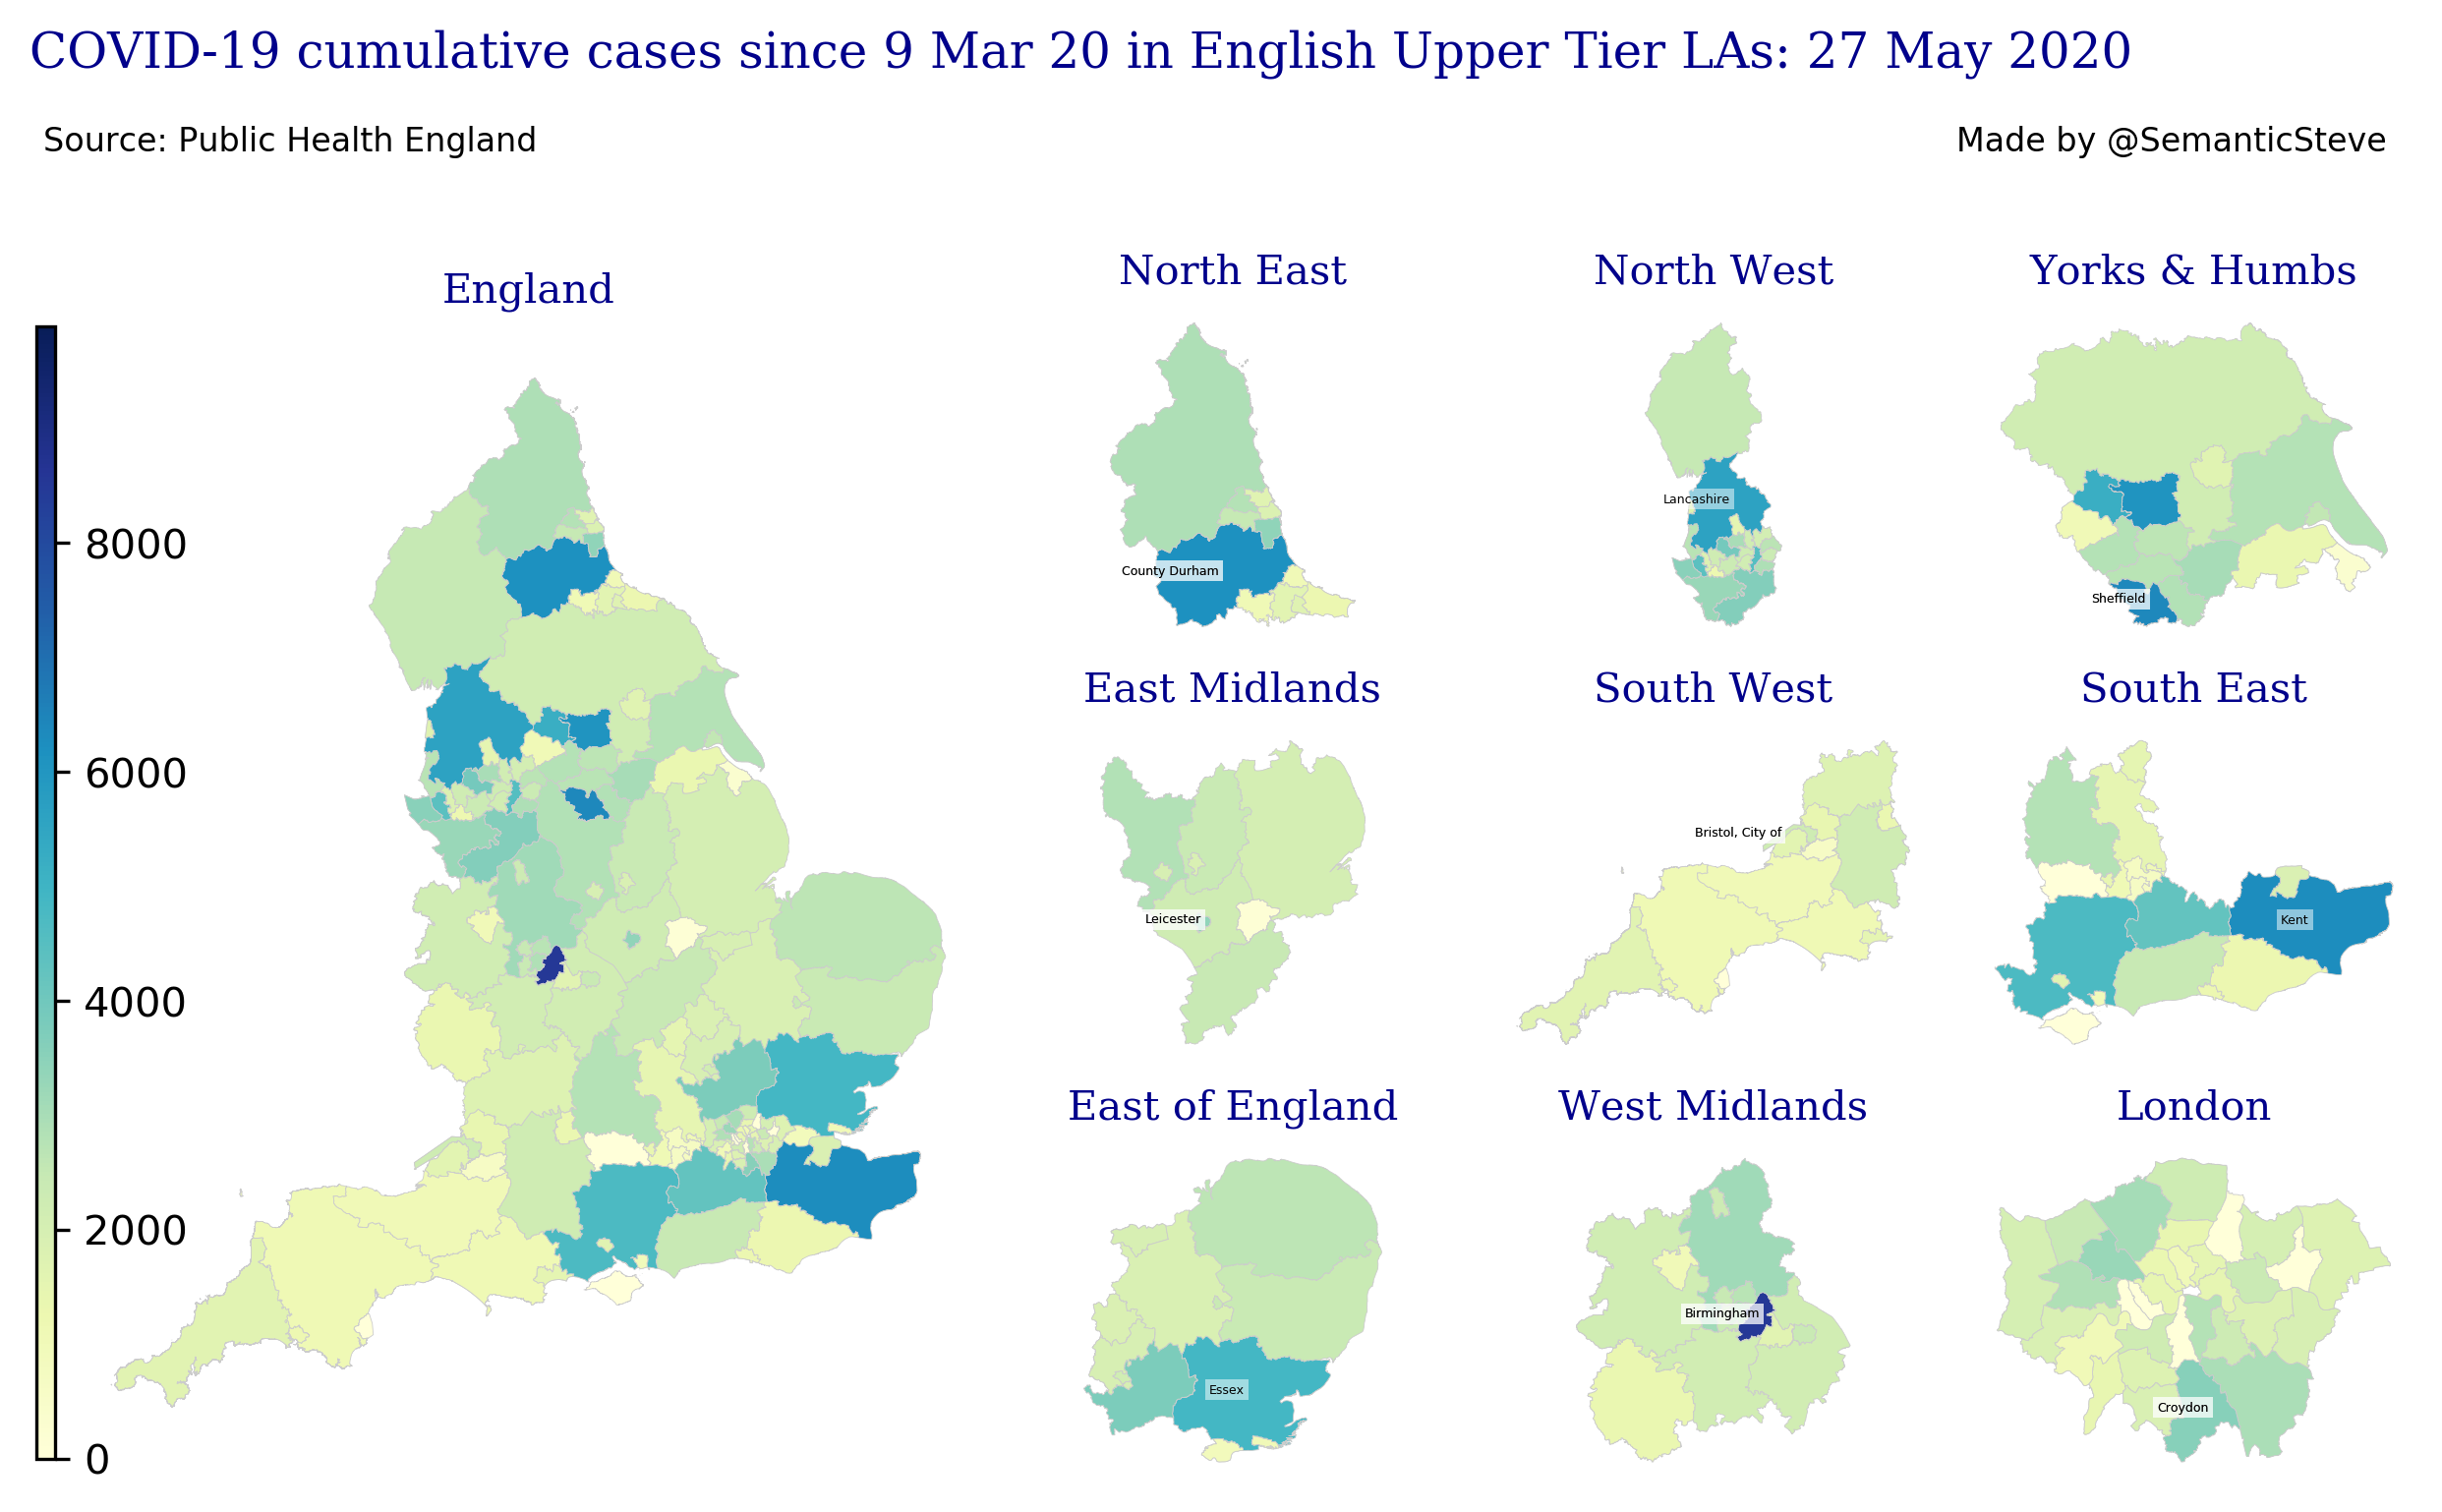 COVID-19 cumulative cases since 9 Mar 20 in English Upper Tier LAs: 27 May 2020
Source: Public Health England
Made by @SemanticSteve
England
8000
6000
4000
2000
0
North East
County Durham
North West
Lancashire
Yorks & Humbs
Sheffield
East Midlands
Leicester
South West
Bristol, City of
South East
Kent
East of England
Essex
West Midlands
Birmingham
London
Croydon